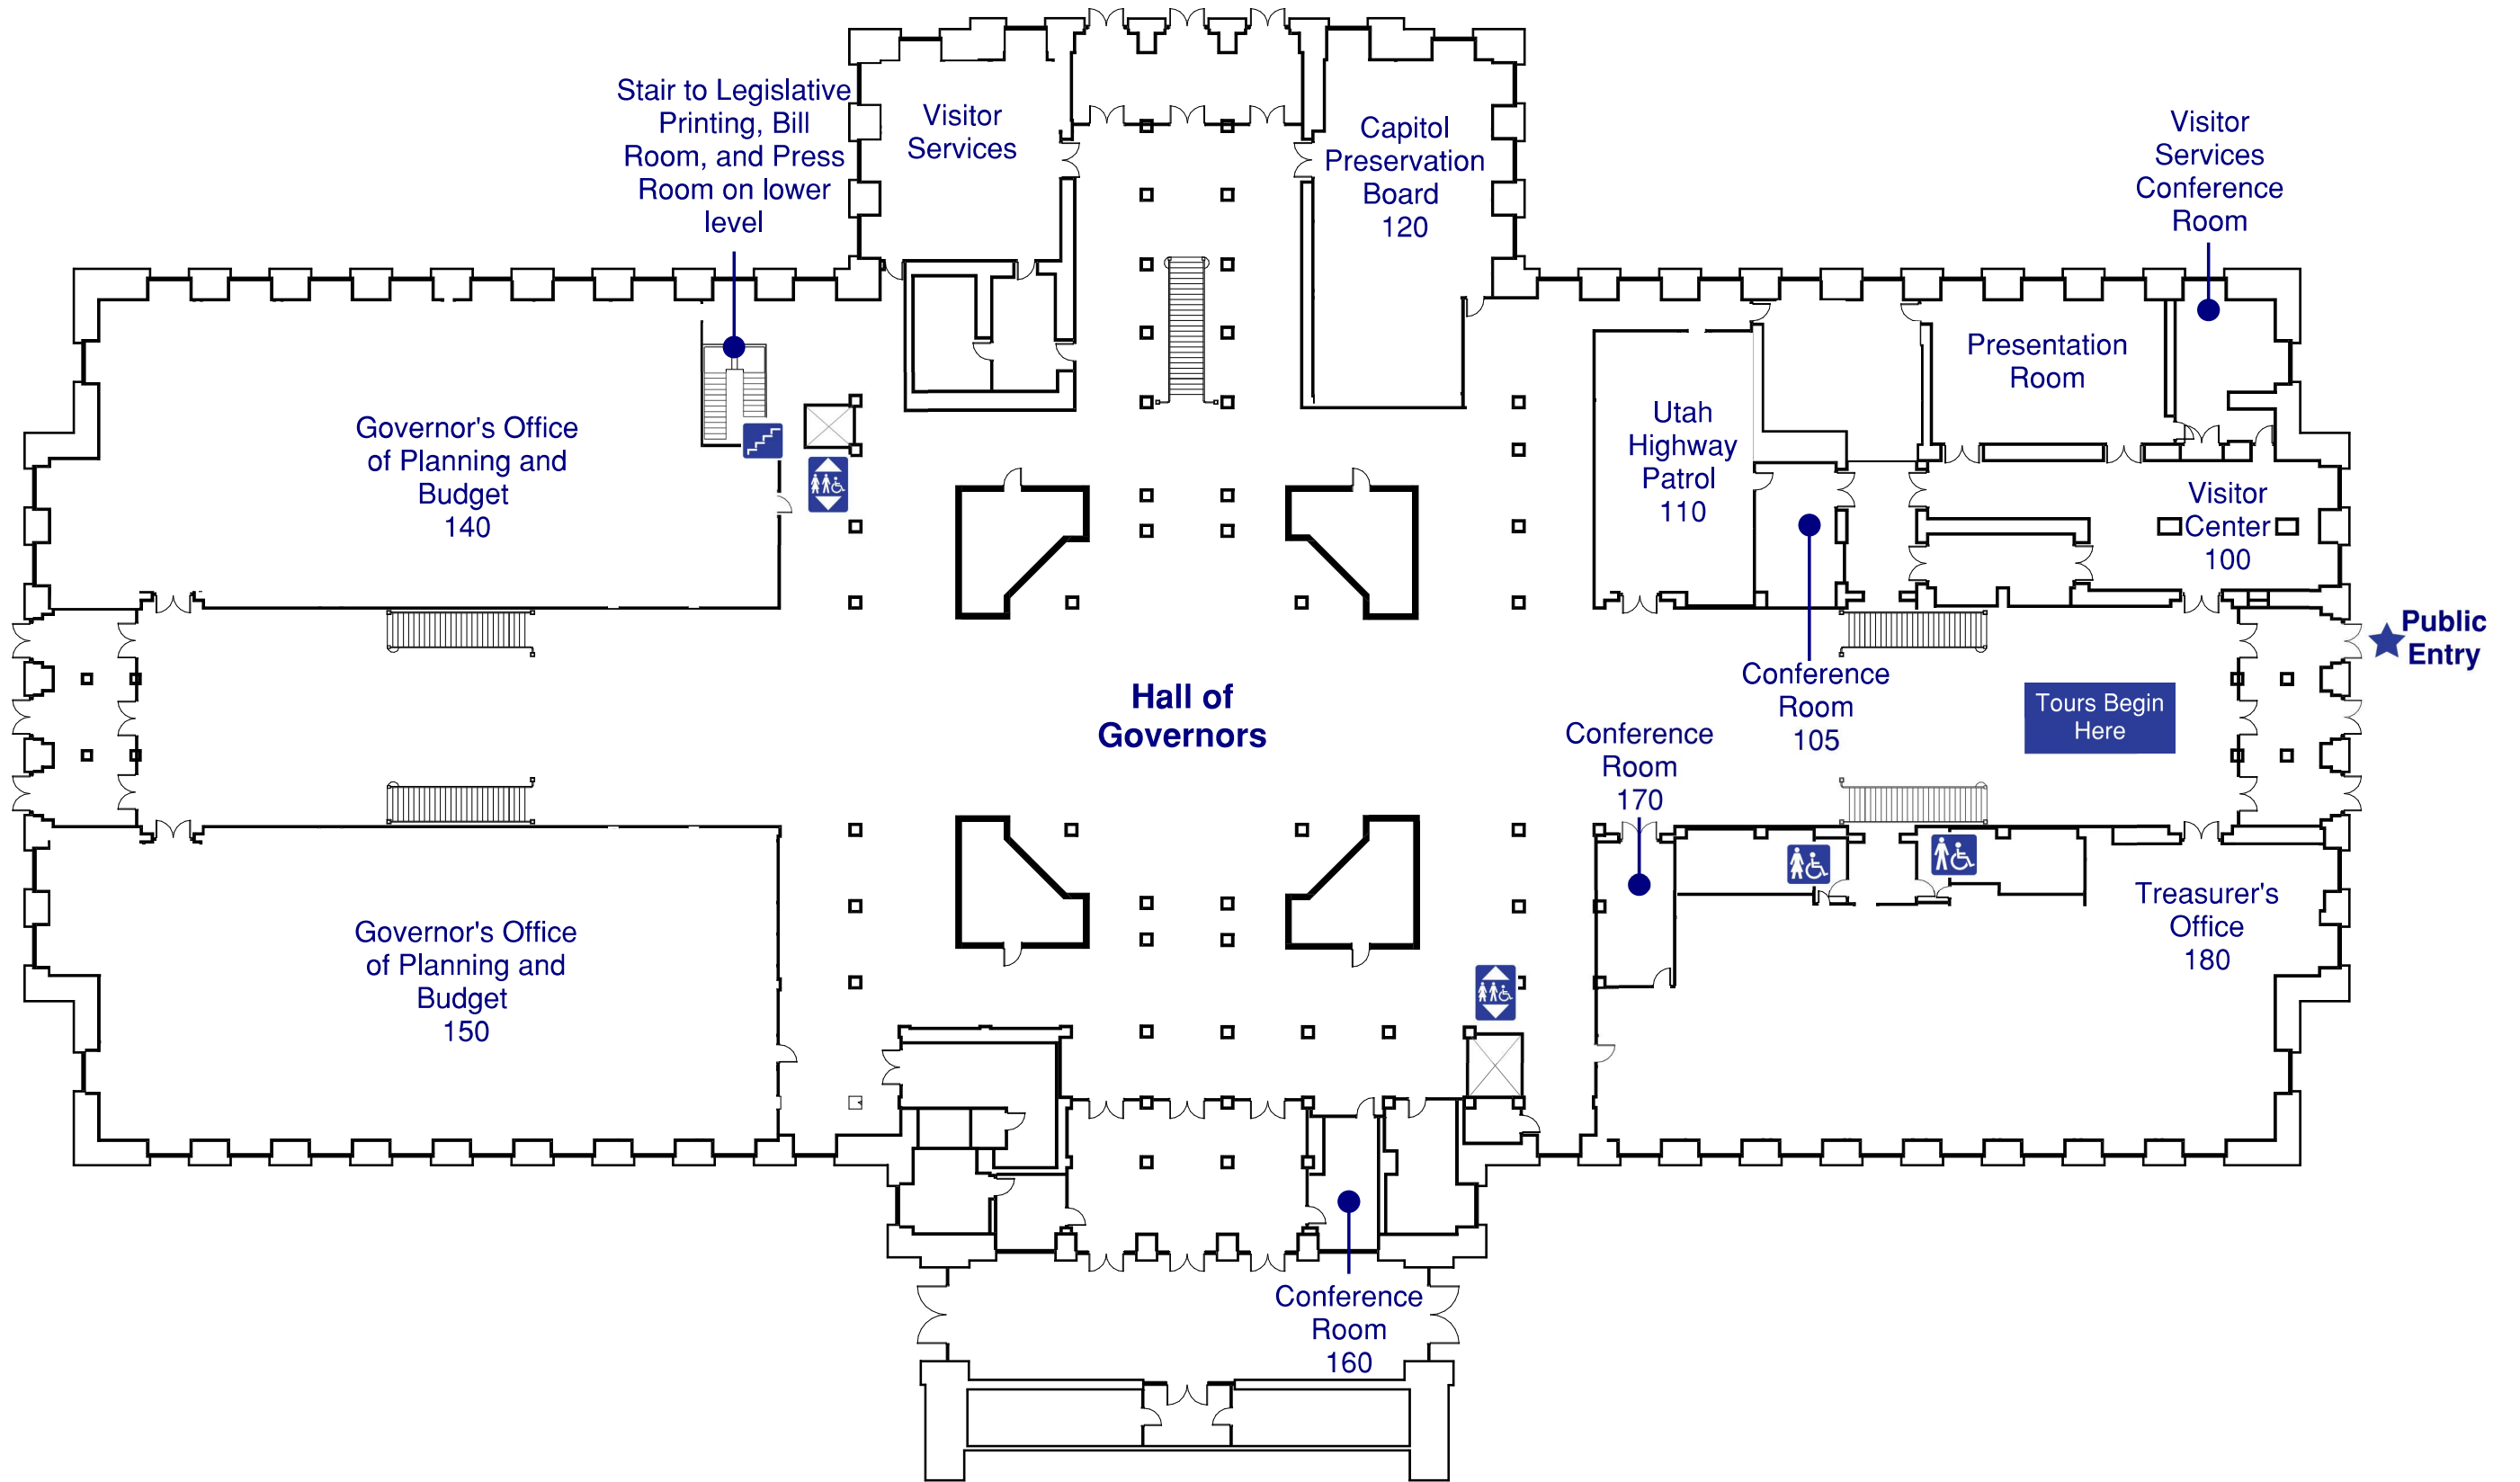 Stair to Legislative
Printing, Bill
Room, and Press
Room on lower
level
Visitor
Services
Capitol
Preservation
Board
120
Visitor
Services
Conference
Room
Governor's Office
of Planning and
Budget
140
Utah
Highway
Patrol
110
Presentation
Room
Visitor
Center
100
Public
Entry
Hall of
Governors
Conference
Room
105
Tours Begin
Here
Conference
Room
170
Governor's Office
of Planning and
Budget
150
Treasurer's
Office
180
Conference
Room
160